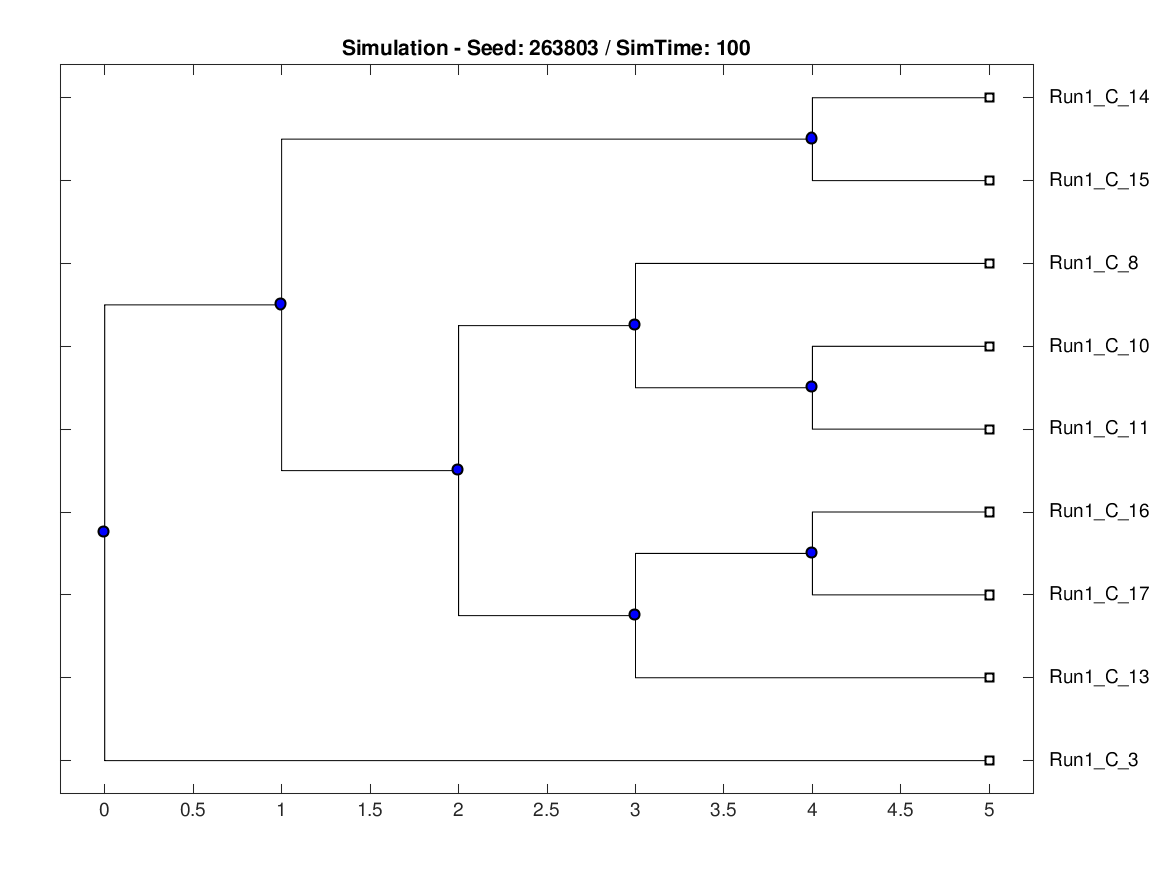 Simulation - Seed: 263803 / SimTime: 100
Run1_C_14
Run1_C_15
Run1_C_8
Run1_C_10
Run1_C_11
Run1_C_16
Run1_C_17
Run1_C_13
Run1_C_3
0 0.5 1 1.5 2 2.5 3 3.5 4 4.5 5